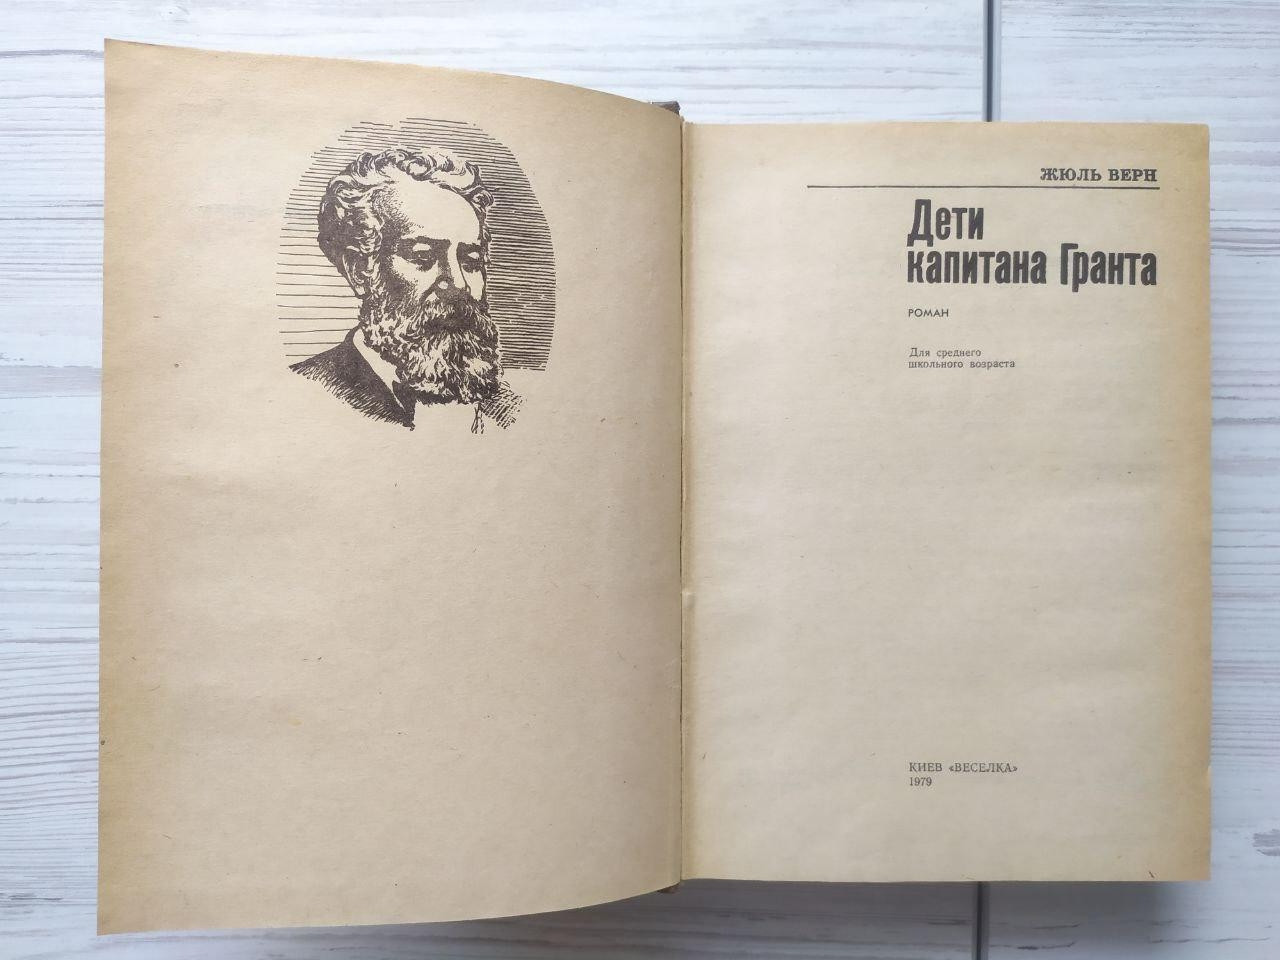 ЖЮЛЬ ВЕРН
Дети
капитана Гранта
РОМАН
Для среднего
школьного возраста
КИЕВ «ВЕСЕЛКА»
1979